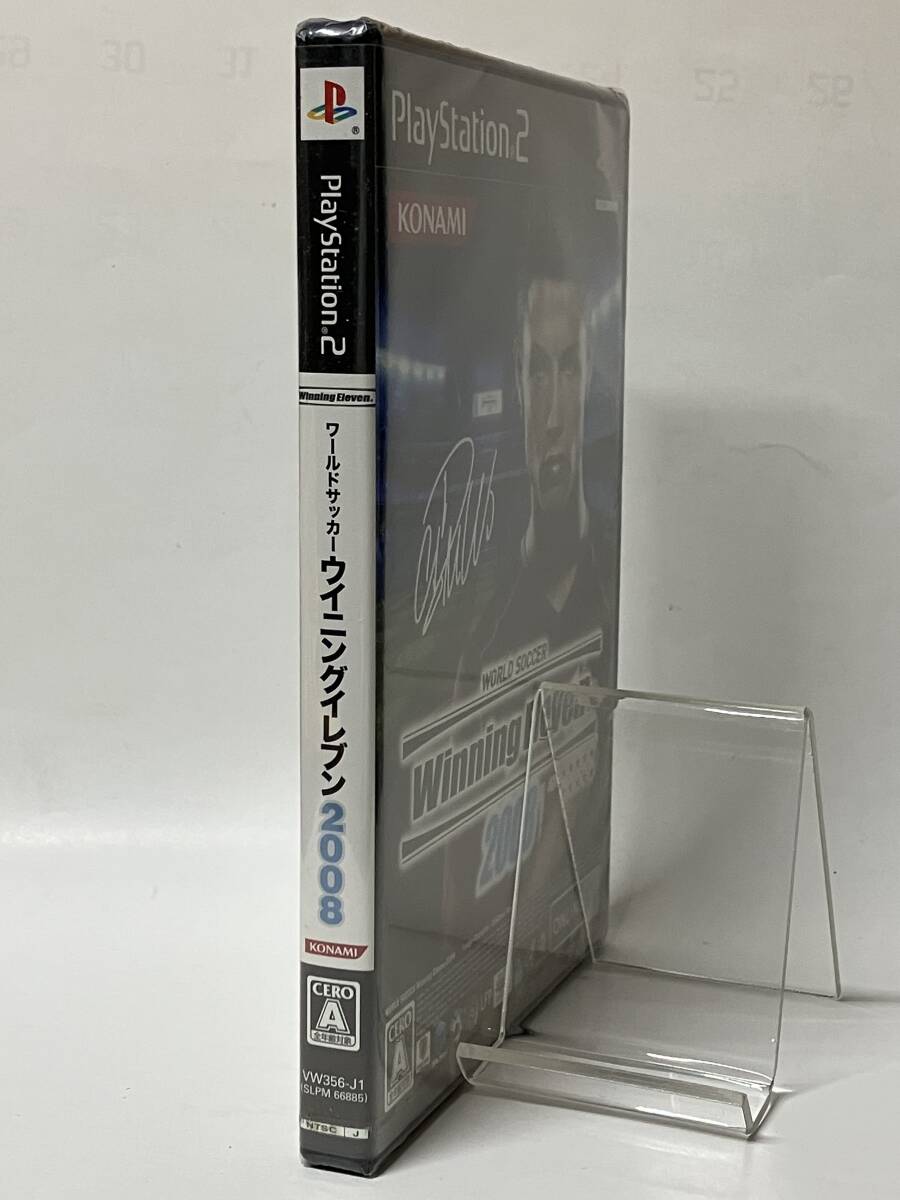 PlayStation®2
Winning Eleven®
ワールドサッカー
ウイニングイレブン
2008
KONAMI
CERO
A
全年齢対象
VW356-J1
(SLPM 66885)
NTSC J
PlayStation®2
KONAMI
WORLD SOCCER
Winning Eleven
2008
CERO
A
30